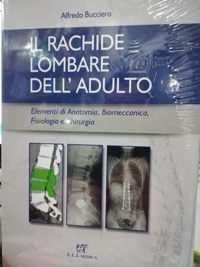 Alfredo Bucciero
IL RACHIDE
LOMBARE
DELL'ADULTO
Elementi di Anatomia, Biomeccanica,
Fisiologia e Chirurgia
E.L.I. MEDICA